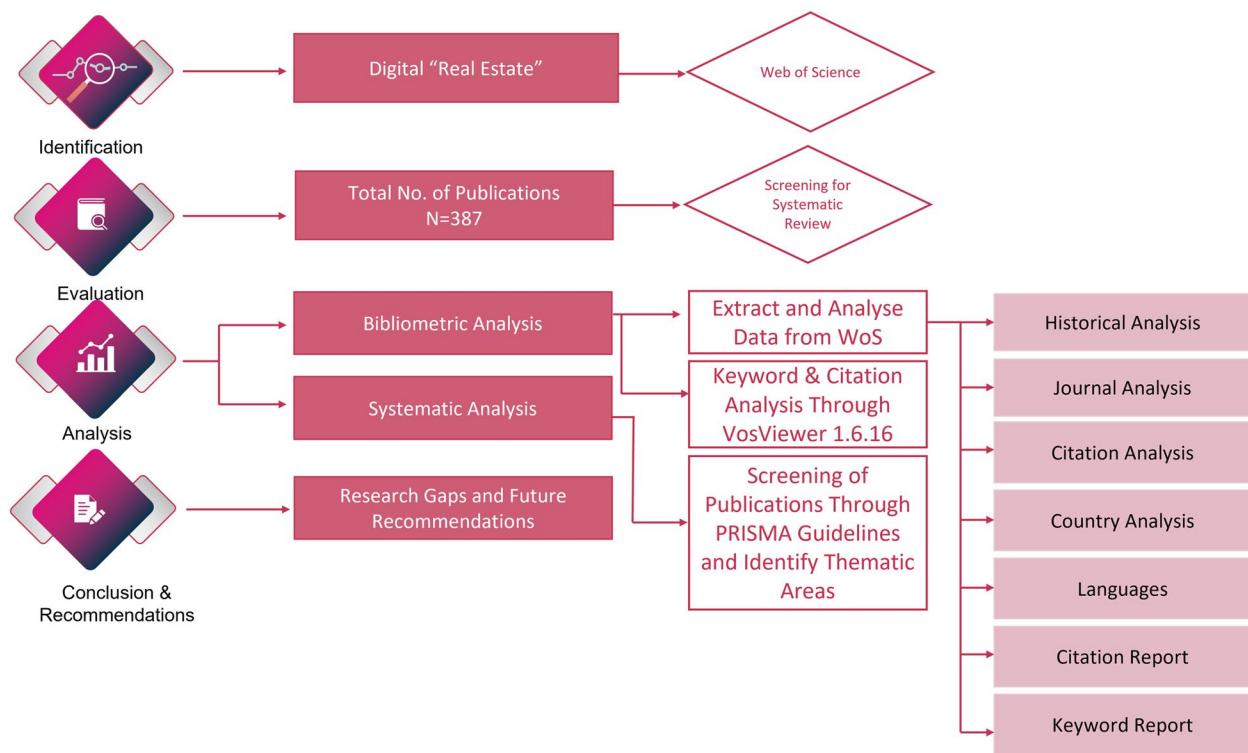 Digital “Real Estate”
Web of Science
Identification
Total No. of Publications
N=387
Screening for
Systematic
Review
Evaluation
Bibliometric Analysis
Extract and Analyse
Data from WoS
Historical Analysis
Keyword & Citation
Analysis Through
VosViewer 1.6.16
Journal Analysis
Systematic Analysis
Analysis
Citation Analysis
Screening of
Publications Through
PRISMA Guidelines
and Identify Thematic
Areas
Research Gaps and Future
Recommendations
Country Analysis
Conclusion &
Recommendations
Languages
Citation Report
Keyword Report